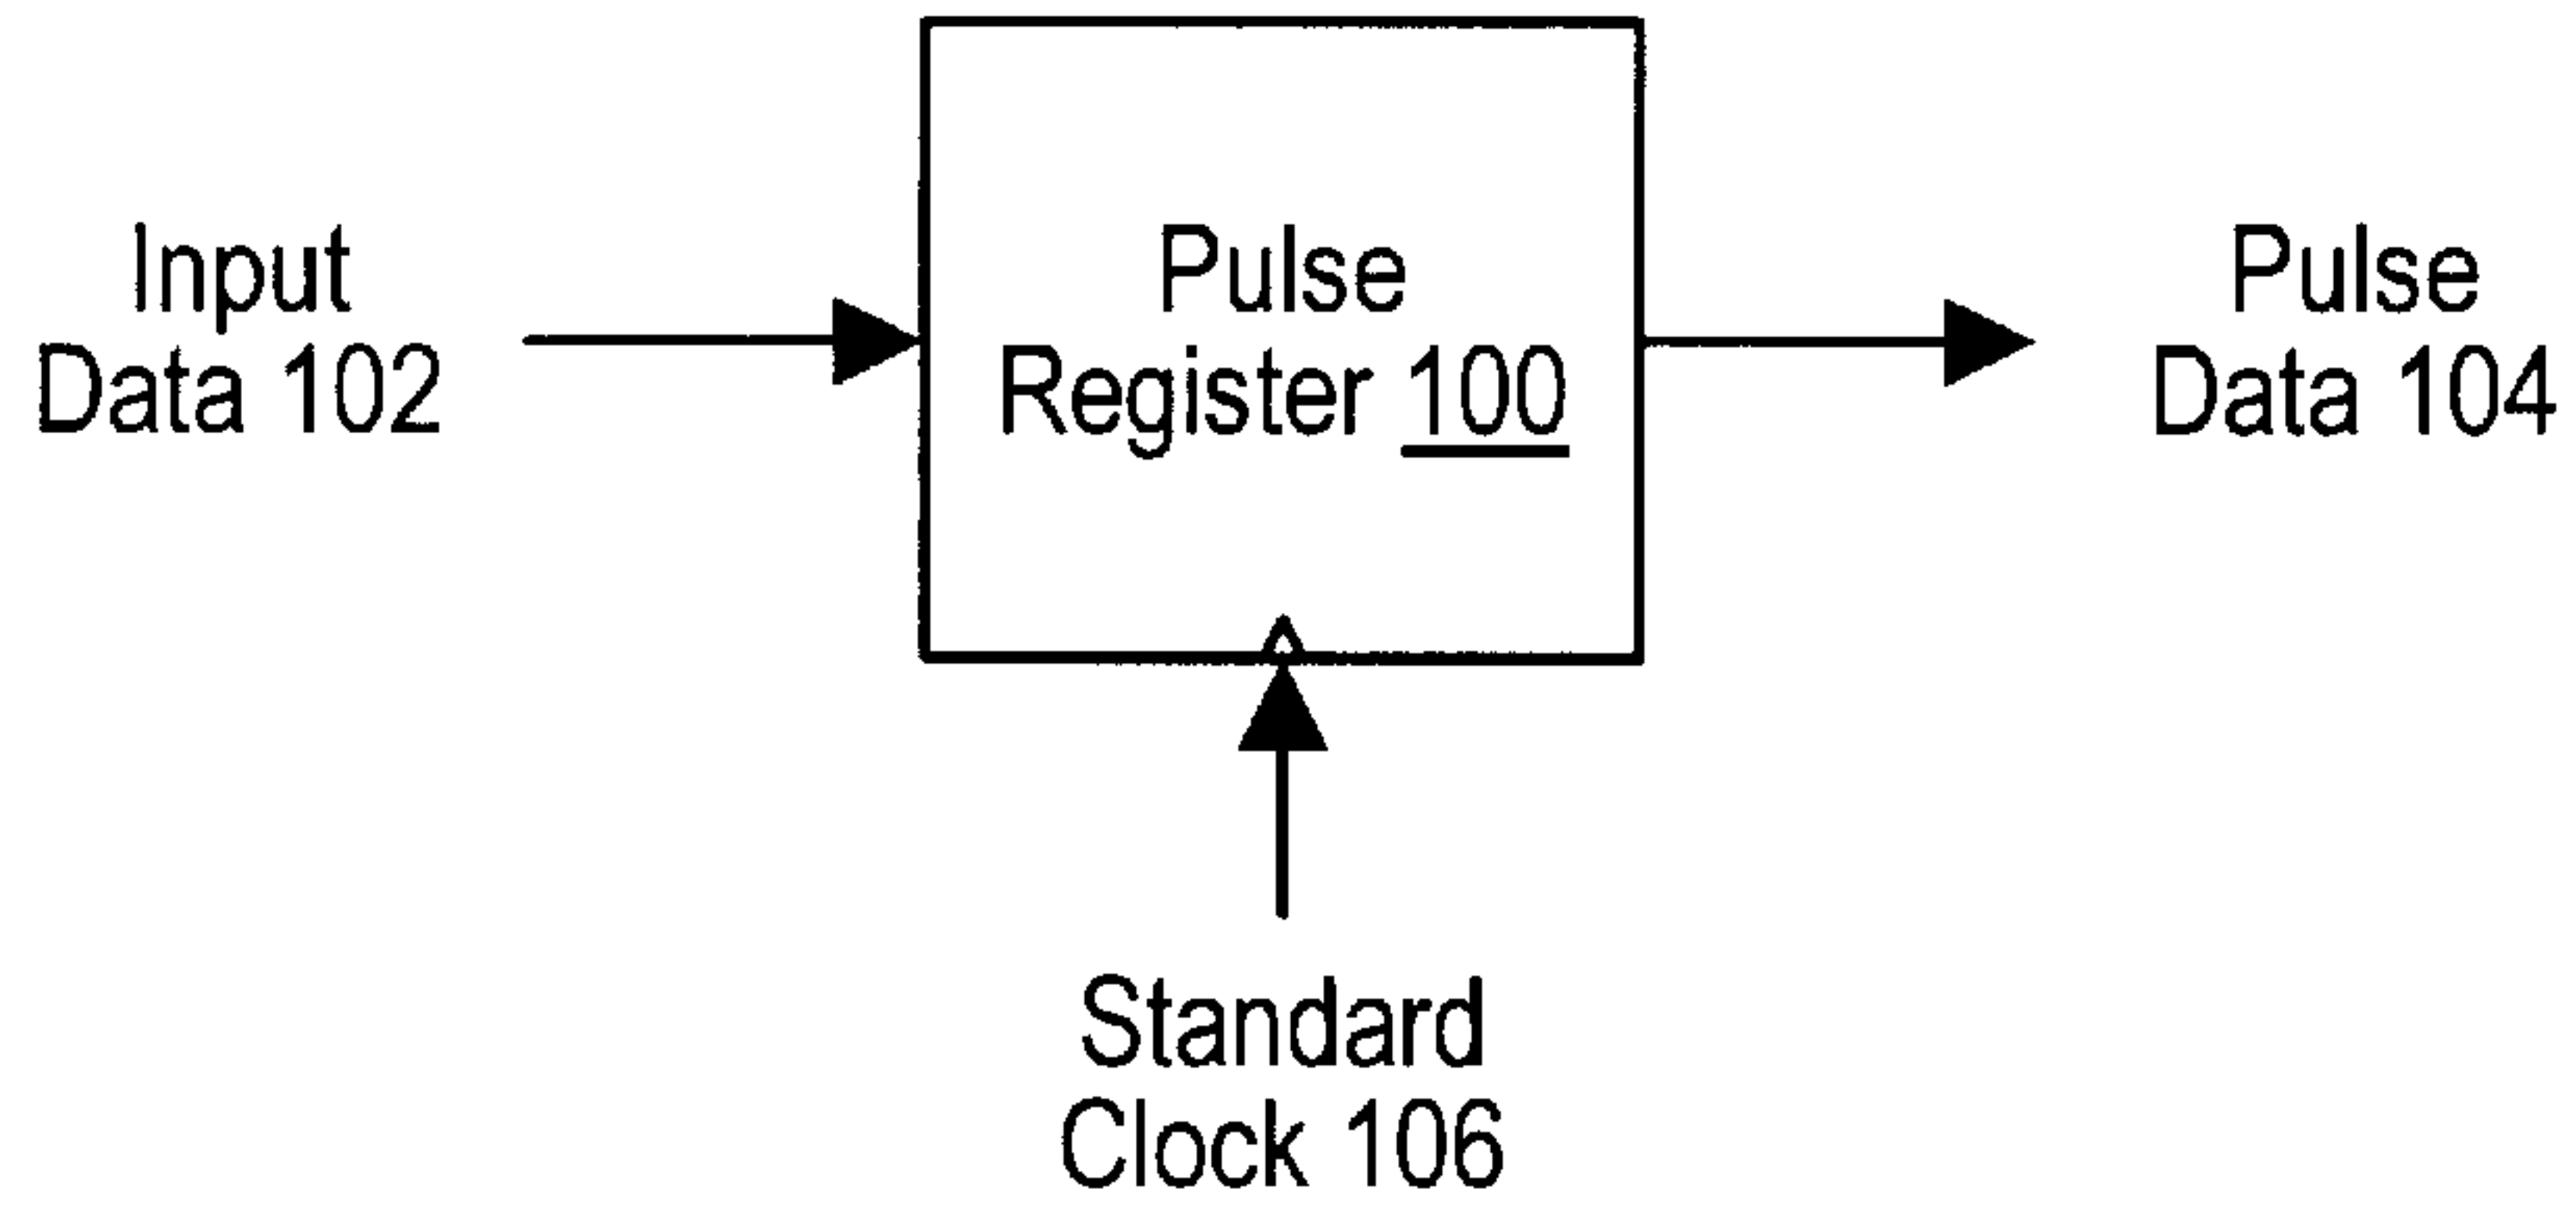 Input
Data 102
Pulse
Register 100
Pulse
Data 104
Standard
Clock 106